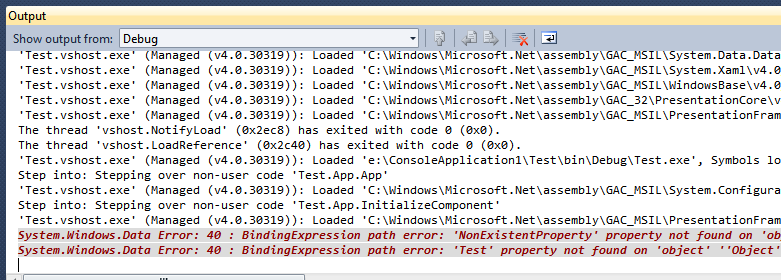 Output
Show output from: Debug
'Test.vshost.exe' (Managed (v4.0.30319)): Loaded 'C:\Windows\Microsoft.Net\assembly\GAC_MSIL\System.Data.Data
'Test.vshost.exe' (Managed (v4.0.30319)): Loaded 'C:\Windows\Microsoft.Net\assembly\GAC_MSIL\System.Xaml\v4.0
'Test.vshost.exe' (Managed (v4.0.30319)): Loaded 'C:\Windows\Microsoft.Net\assembly\GAC_MSIL\WindowsBase\v4.0
'Test.vshost.exe' (Managed (v4.0.30319)): Loaded 'C:\Windows\Microsoft.Net\assembly\GAC_32\PresentationCore\v
'Test.vshost.exe' (Managed (v4.0.30319)): Loaded 'C:\Windows\Microsoft.Net\assembly\GAC_MSIL\PresentationFram
The thread 'vshost.NotifyLoad' (0x2ec8) has exited with code 0 (0x0).
The thread 'vshost.LoadReference' (0x2c40) has exited with code 0 (0x0).
'Test.vshost.exe' (Managed (v4.0.30319)): Loaded 'e:\ConsoleApplication1\Test\bin\Debug\Test.exe', Symbols lo
Step into: Stepping over non-user code 'Test.App.App'
'Test.vshost.exe' (Managed (v4.0.30319)): Loaded 'C:\Windows\Microsoft.Net\assembly\GAC_MSIL\System.Configura
Step into: Stepping over non-user code 'Test.App.InitializeComponent'
'Test.vshost.exe' (Managed (v4.0.30319)): Loaded 'C:\Windows\Microsoft.Net\assembly\GAC_MSIL\PresentationFram
System.Windows.Data Error: 40 : BindingExpression path error: 'NonExistentProperty' property not found on 'ob
System.Windows.Data Error: 40 : BindingExpression path error: 'Test' property not found on 'object' ''Object'